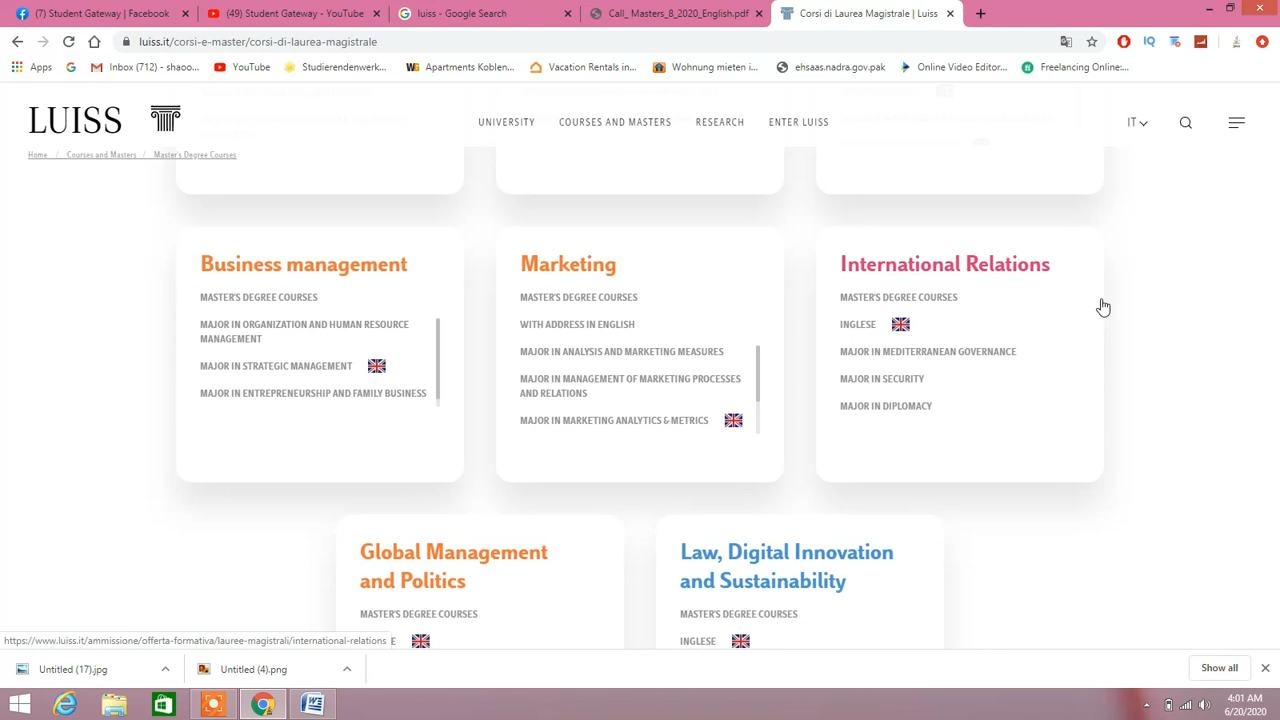 (7) Student Gateway | Facebook
(49) Student Gateway - YouTube
luiss - Google Search
Call_ Masters_8_2020_English.pdf
Corsi di Laurea Magistrale | Luiss
luiss.it/corsi-e-master/corsi-di-laurea-magistrale
Apps
Inbox (712) - shaoo...
YouTube
Studierendenwerk...
Apartments Koblen...
Vacation Rentals in...
Wohnung mieten i...
ehsaas.nadra.gov.pk
Online Video Editor...
Freelancing Online:...
LUISS
UNIVERSITY
COURSES AND MASTERS
RESEARCH
ENTER LUISS
IT
Home / Courses and Masters / Master's Degree Courses
Business management
MASTER'S DEGREE COURSES
MAJOR IN ORGANIZATION AND HUMAN RESOURCE
MANAGEMENT
MAJOR IN STRATEGIC MANAGEMENT
MAJOR IN ENTREPRENEURSHIP AND FAMILY BUSINESS
Marketing
MASTER'S DEGREE COURSES
WITH ADDRESS IN ENGLISH
MAJOR IN ANALYSIS AND MARKETING MEASURES
MAJOR IN MANAGEMENT OF MARKETING PROCESSES
AND RELATIONS
MAJOR IN MARKETING ANALYTICS & METRICS
International Relations
MASTER'S DEGREE COURSES
INGLESE
MAJOR IN MEDITERRANEAN GOVERNANCE
MAJOR IN SECURITY
MAJOR IN DIPLOMACY
Global Management
and Politics
MASTER'S DEGREE COURSES
E
Law, Digital Innovation
and Sustainability
MASTER'S DEGREE COURSES
INGLESE
https://www.luiss.it/ammissione/offerta-formativa/lauree-magistrali/international-relations
Untitled (17).jpg
Untitled (4).png
Show all
4:01 AM
6/20/2020